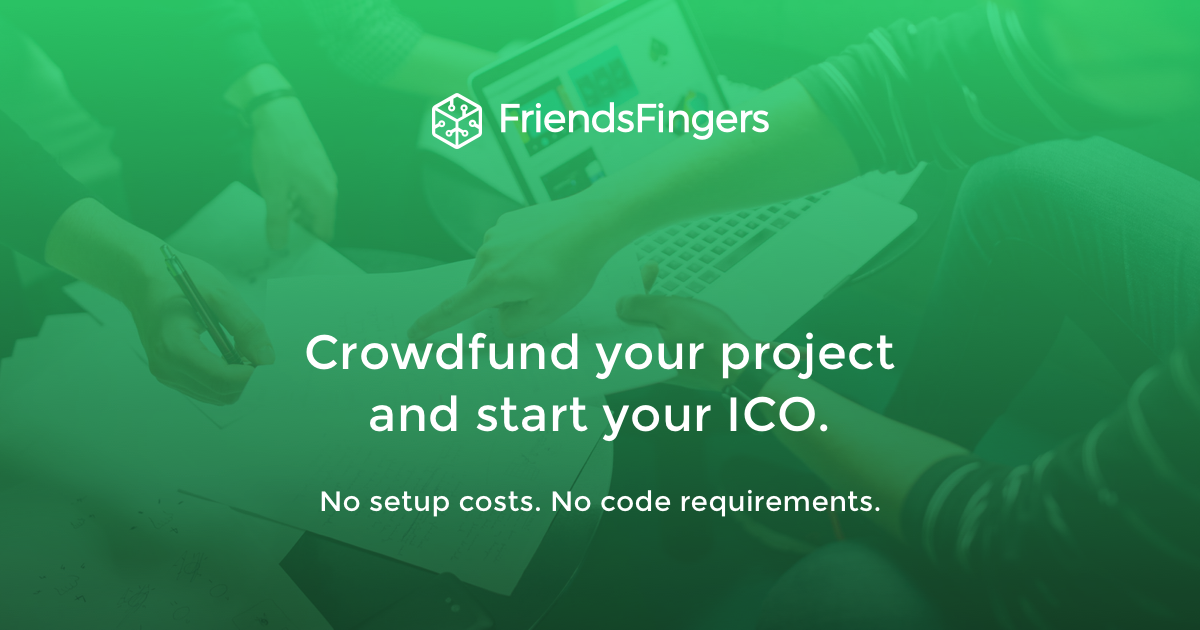 FriendsFingers
Crowdfund your project
and start your ICO.
No setup costs. No code requirements.